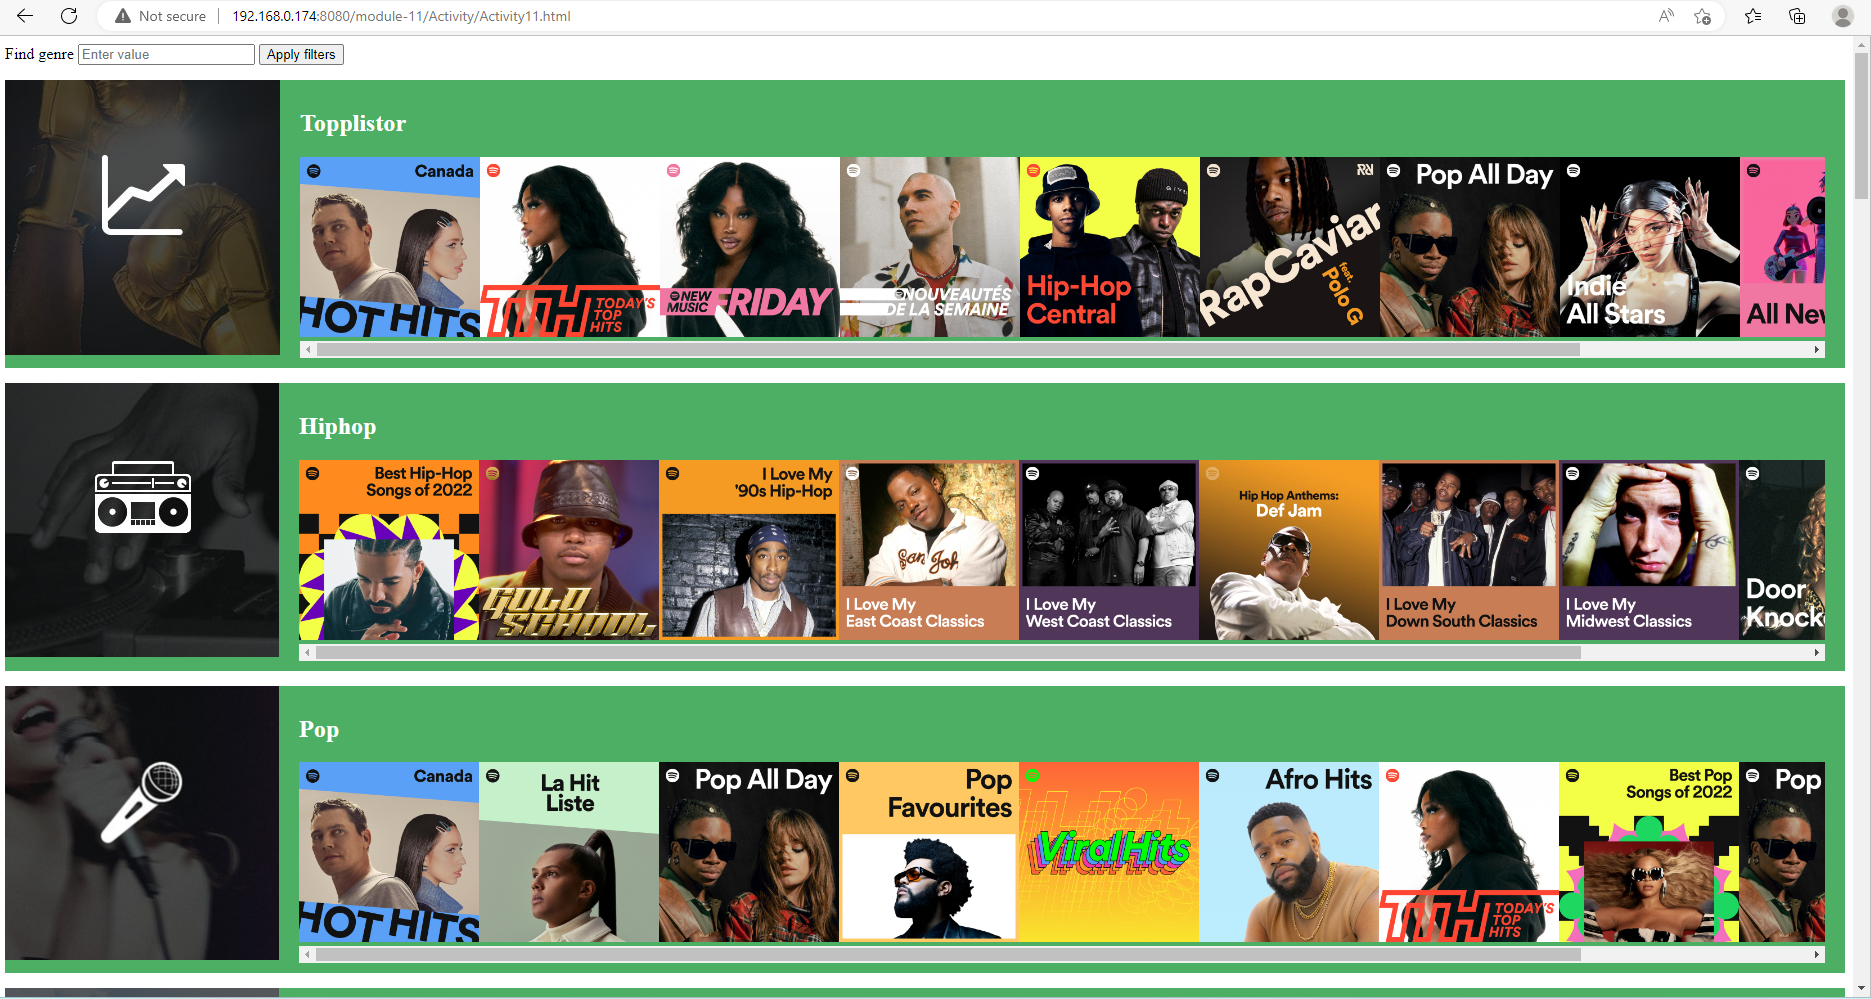 Not secure
192.168.0.174:8080/module-11/Activity/Activity11.html
Find genre
Enter value
Apply filters
Topplistor
Canada
HOT HITS
TTH
TODAY'S
TOP
HITS
NEW
MUSIC
FRIDAY
NOUVEAUTÉS
DE LA SEMAINE
Hip-Hop
Central
RapCaviar
feat.
Polo G
Pop All Day
Indie
All Stars
All New
Hiphop
Best Hip-Hop
Songs of 2022
GOLD
SCHOOL
I Love My
'90s Hip-Hop
San Joh
I Love My
East Coast Classics
I Love My
West Coast Classics
Hip Hop Anthems:
Def Jam
I Love My
Down South Classics
I Love My
Midwest Classics
Door
Knock
Pop
Canada
HOT HITS
La Hit
Liste
Pop All Day
Pop
Favourites
Viral Hits
Afro Hits
TTH
TODAY'S
TOP
HITS
Best Pop
Songs of 2022
Pop